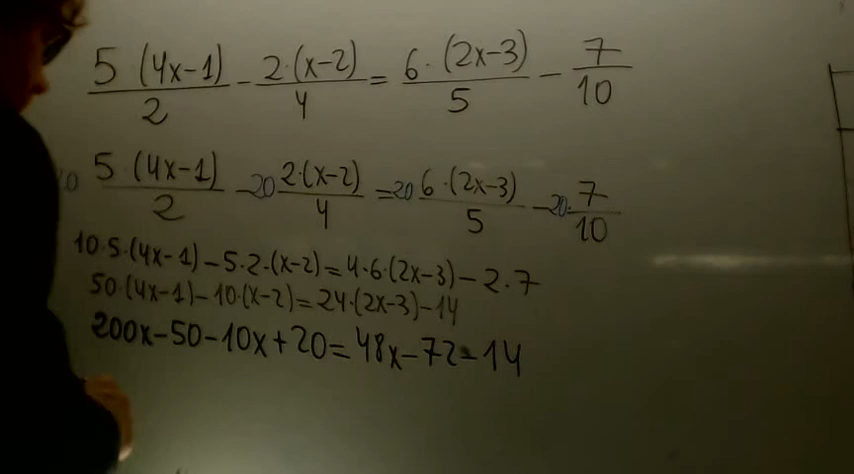 5·(4x-1)/2 - 2·(x-2)/4 = 6·(2x-3)/5 - 7/10
5·(4x-1)/2 - 20 2·(x-2)/4 = 20 6·(2x-3)/5 - 20· 7/10
10·5·(4x-1)-5·2·(x-2)=4·6·(2x-3)-2·7
50·(4x-1)-10·(x-2)=24·(2x-3)-14
200x-50-10x+20=48x-72-14